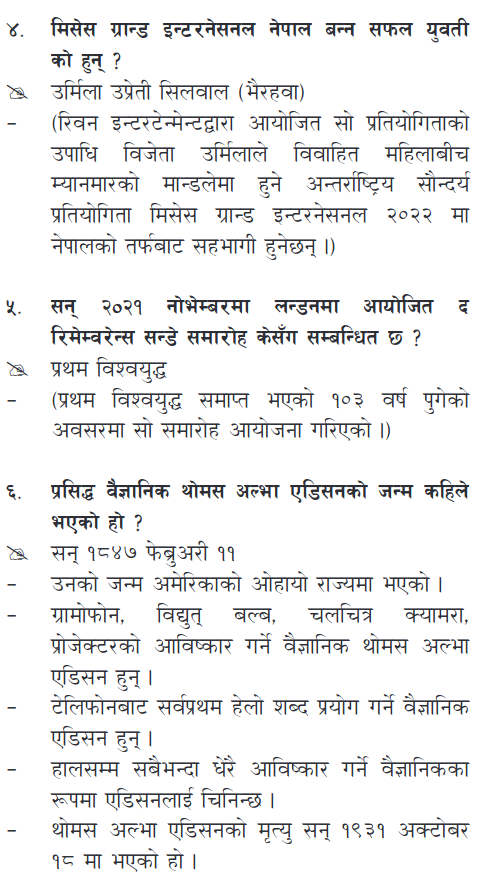 ४. मिसेस ग्रान्ड इन्टरनेसनल नेपाल बन्न सफल युवती
को हुन् ?
उर्मिला उप्रेती सिलवाल (भैरहवा)
- (रिवन इन्टरटेन्मेन्टद्वारा आयोजित सो प्रतियोगिताको
उपाधि विजेता उर्मिलाले विवाहित महिलाबीच
म्यानमारको मान्डलेमा हुने अन्तर्राष्ट्रिय सौन्दर्य
प्रतियोगिता मिसेस ग्रान्ड इन्टरनेसनल २०२२ मा
नेपालको तर्फबाट सहभागी हुनेछन् ।)
५. सन् २०२१ नोभेम्बरमा लन्डनमा आयोजित द
रिमेम्वरेन्स सन्डे समारोह केसँग सम्बन्धित छ ?
प्रथम विश्वयुद्ध
- (प्रथम विश्वयुद्ध समाप्त भएको १०३ वर्ष पुगेको
अवसरमा सो समारोह आयोजना गरिएको ।)
६. प्रसिद्ध वैज्ञानिक थोमस अल्भा एडिसनको जन्म कहिले
भएको हो ?
सन् १८४७ फेब्रुअरी ११
- उनको जन्म अमेरिकाको ओहायो राज्यमा भएको ।
- ग्रामोफोन, विद्युत् बल्ब, चलचित्र क्यामरा,
प्रोजेक्टरको आविष्कार गर्ने वैज्ञानिक थोमस अल्भा
एडिसन हुन् ।
- टेलिफोनबाट सर्वप्रथम हेलो शब्द प्रयोग गर्ने वैज्ञानिक
एडिसन हुन् ।
- हालसम्म सबैभन्दा धेरै आविष्कार गर्ने वैज्ञानिकका
रूपमा एडिसनलाई चिनिन्छ ।
- थोमस अल्भा एडिसनको मृत्यु सन् १९३१ अक्टोबर
१८ मा भएको हो ।